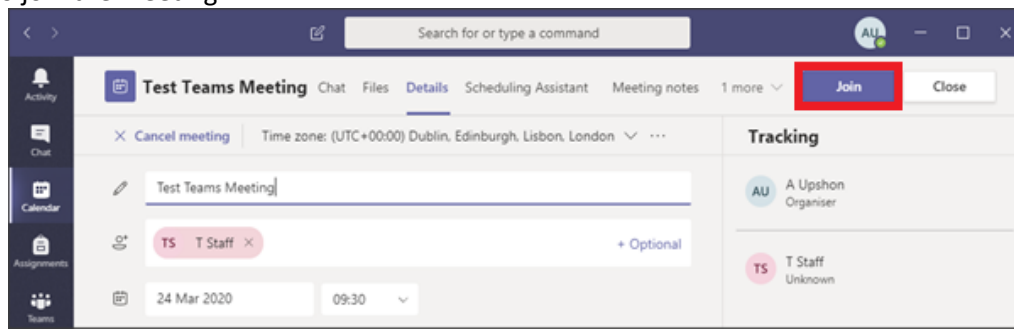 Search for or type a command
AU
Activity
Test Teams Meeting Chat Files Details Scheduling Assistant Meeting notes 1 more Join Close
Chat
× Cancel meeting Time zone: (UTC+00:00) Dublin, Edinburgh, Lisbon, London ··· Tracking
Calendar
Test Teams Meeting
AU A Upshon
Organiser
Assignments
TS T Staff × + Optional
TS T Staff
Unknown
Teams
24 Mar 2020 09:30